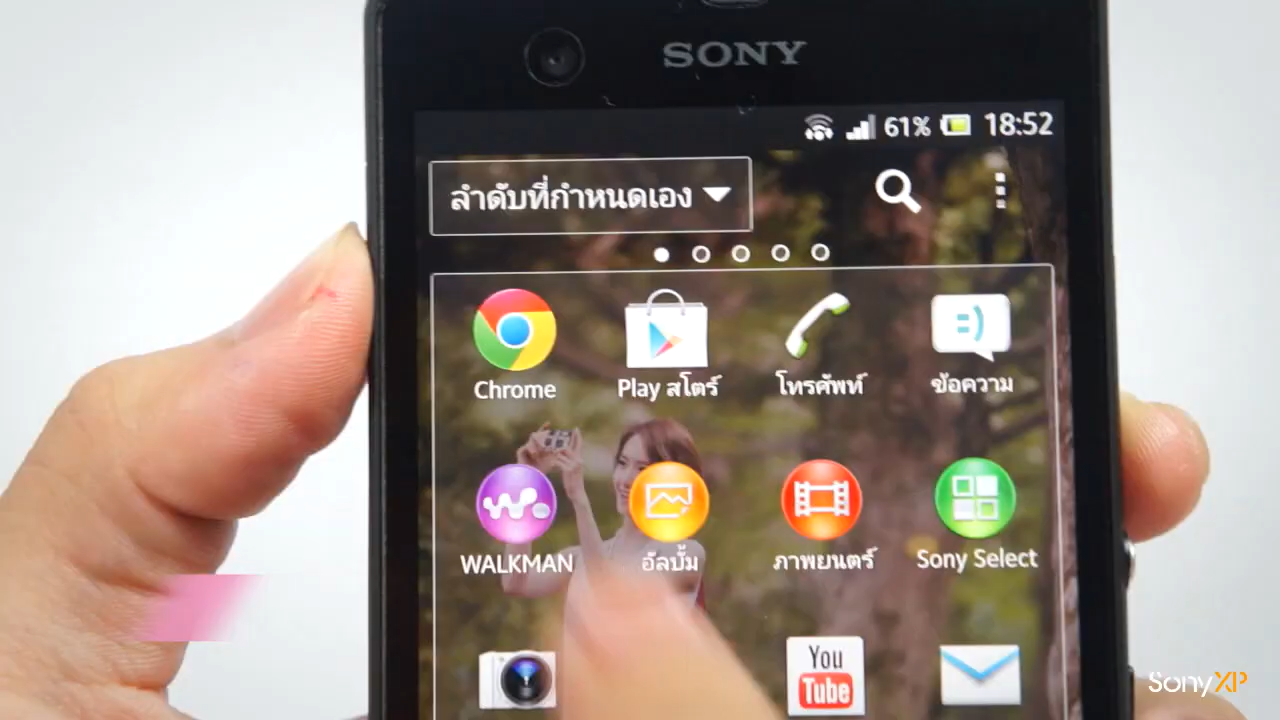 SONY
61% 18:52
ลำดับที่กำหนดเอง
Chrome Play สโตร์ โทรศัพท์ ข้อความ
WALKMAN อัลบั้ม ภาพยนตร์ Sony Select
You
Tube
SonyXP